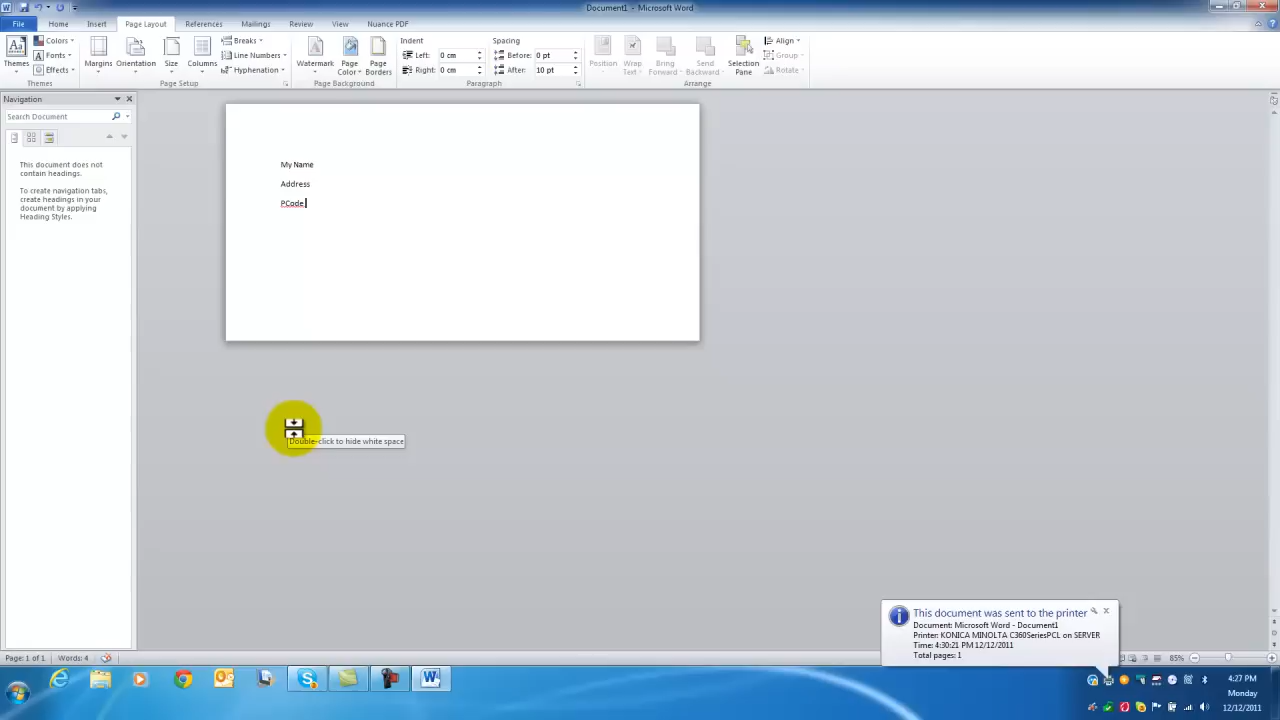 Document1 - Microsoft Word
File Home Insert Page Layout References Mailings Review View Nuance PDF
Themes
Colors
Fonts
Effects
Themes
Margins
Orientation
Size
Columns
Breaks
Line Numbers
Hyphenation
Page Setup
Watermark
Page Color
Page Borders
Page Background
Indent
Left: 0 cm
Right: 0 cm
Spacing
Before: 0 pt
After: 10 pt
Paragraph
Position
Wrap Text
Bring Forward
Send Backward
Selection Pane
Align
Group
Rotate
Arrange
Navigation
Search Document
This document does not
contain headings.
To create navigation tabs,
create headings in your
document by applying
Heading Styles.
My Name
Address
PCode
Double-click to hide white space
This document was sent to the printer
Document: Microsoft Word - Document1
Printer: KONICA MINOLTA C360SeriesPCL on SERVER
Time: 4:30:21 PM 12/12/2011
Total pages: 1
Page: 1 of 1 Words: 4
85%
4:27 PM
Monday
12/12/2011